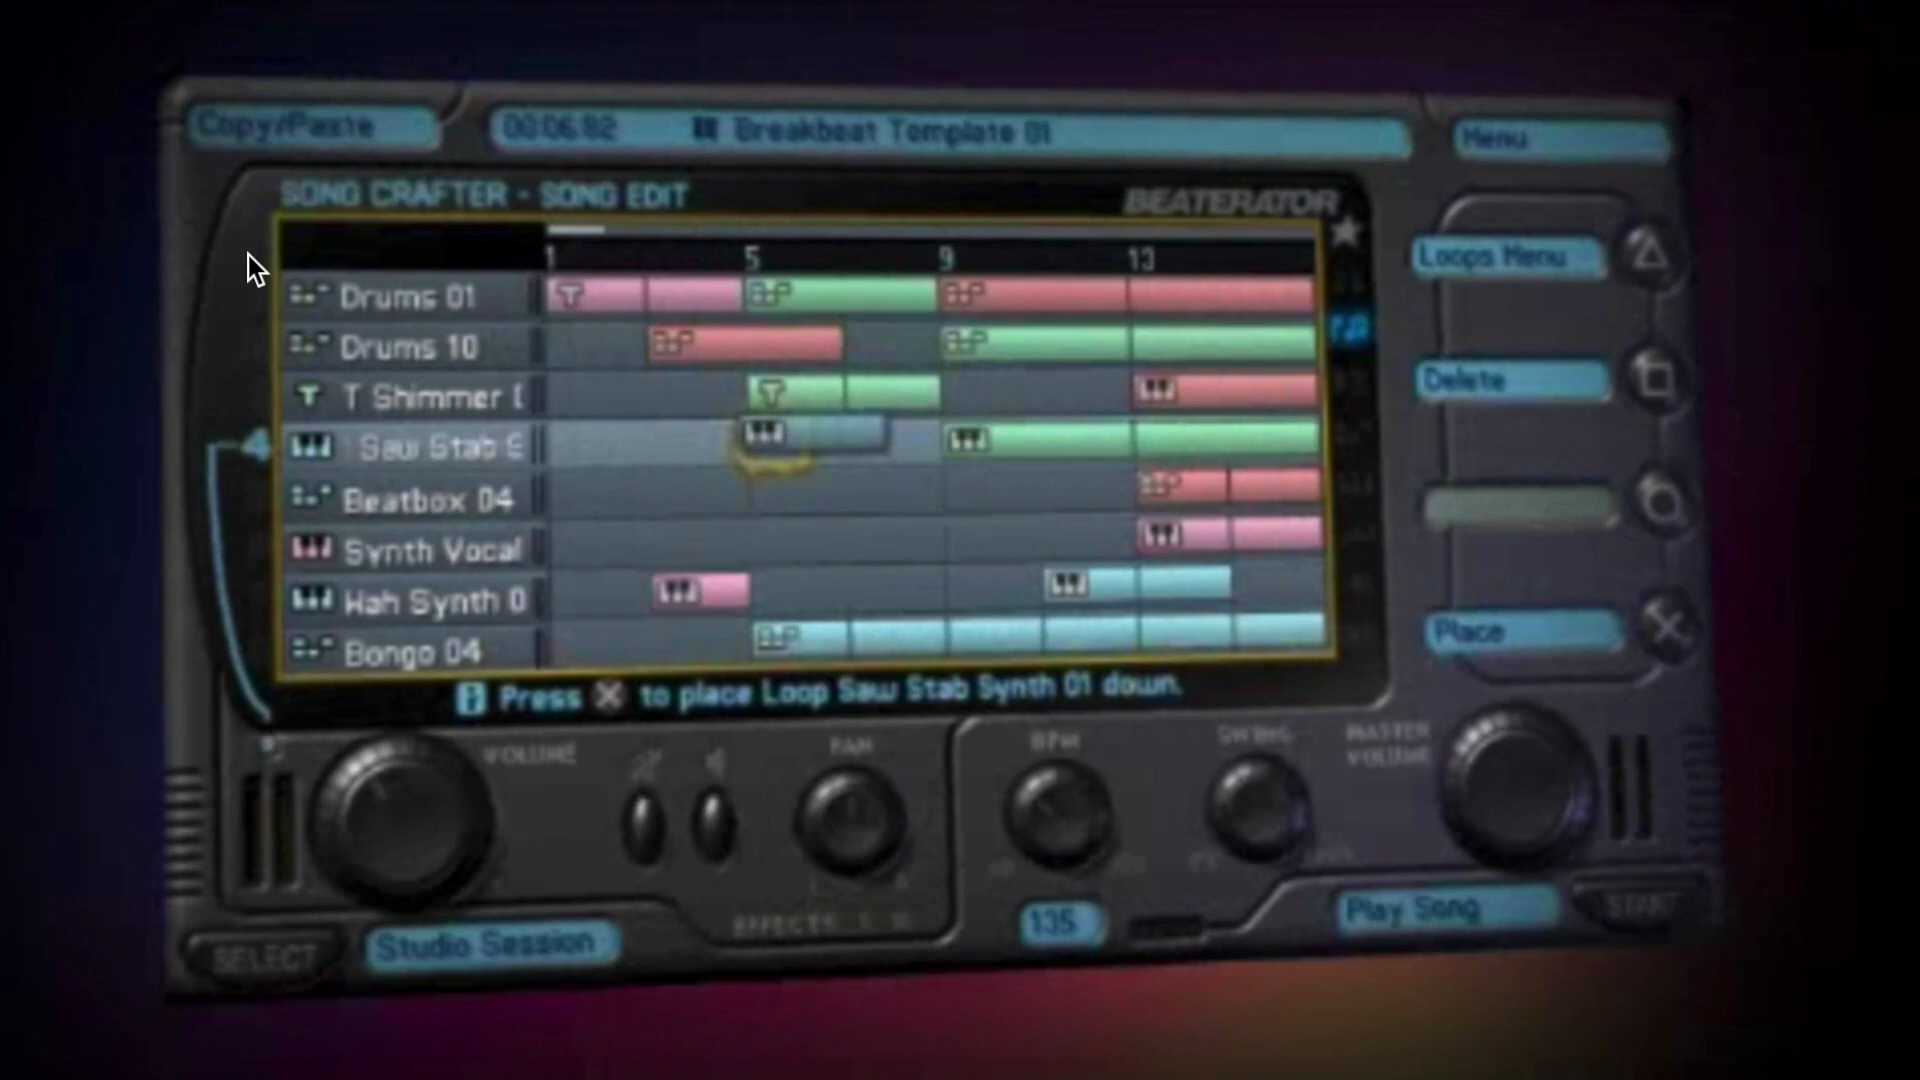 Copy/Paste
00:06:82 Breakbeat Template 01
Menu
SONG CRAFTER - SONG EDIT
BEATERATOR
1 5 9 13
Drums 01
Drums 10
T Shimmer
Saw Stab S
Beatbox 04
Synth Vocal
Wah Synth 0
Bongo 04
Loops Menu
Delete
Place
Press X to place Loop Saw Stab Synth 01 down.
VOLUME
PAN
BPM
SWING
MASTER
VOLUME
EFFECTS
135
Play Song
START
SELECT
Studio Session